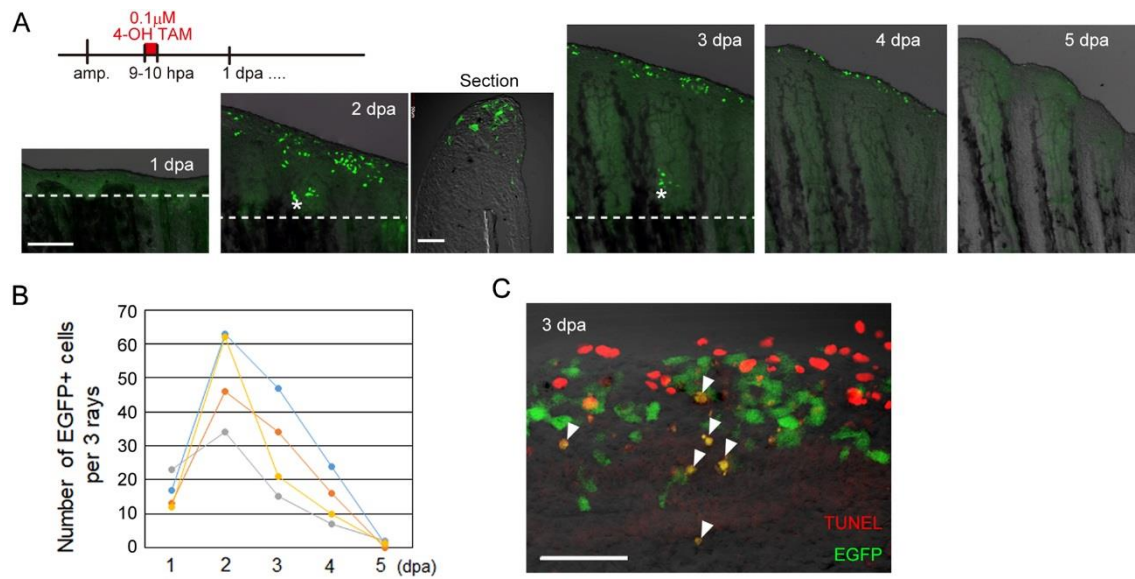 A
0.1μM
4-OH TAM
amp.
9-10 hpa
1 dpa ....
1 dpa
2 dpa
*
Section
3 dpa
*
4 dpa
5 dpa
B
Number of EGFP+ cells
per 3 rays
70
60
50
40
30
20
10
0
1 2 3 4 5 (dpa)
C
3 dpa
TUNEL
EGFP